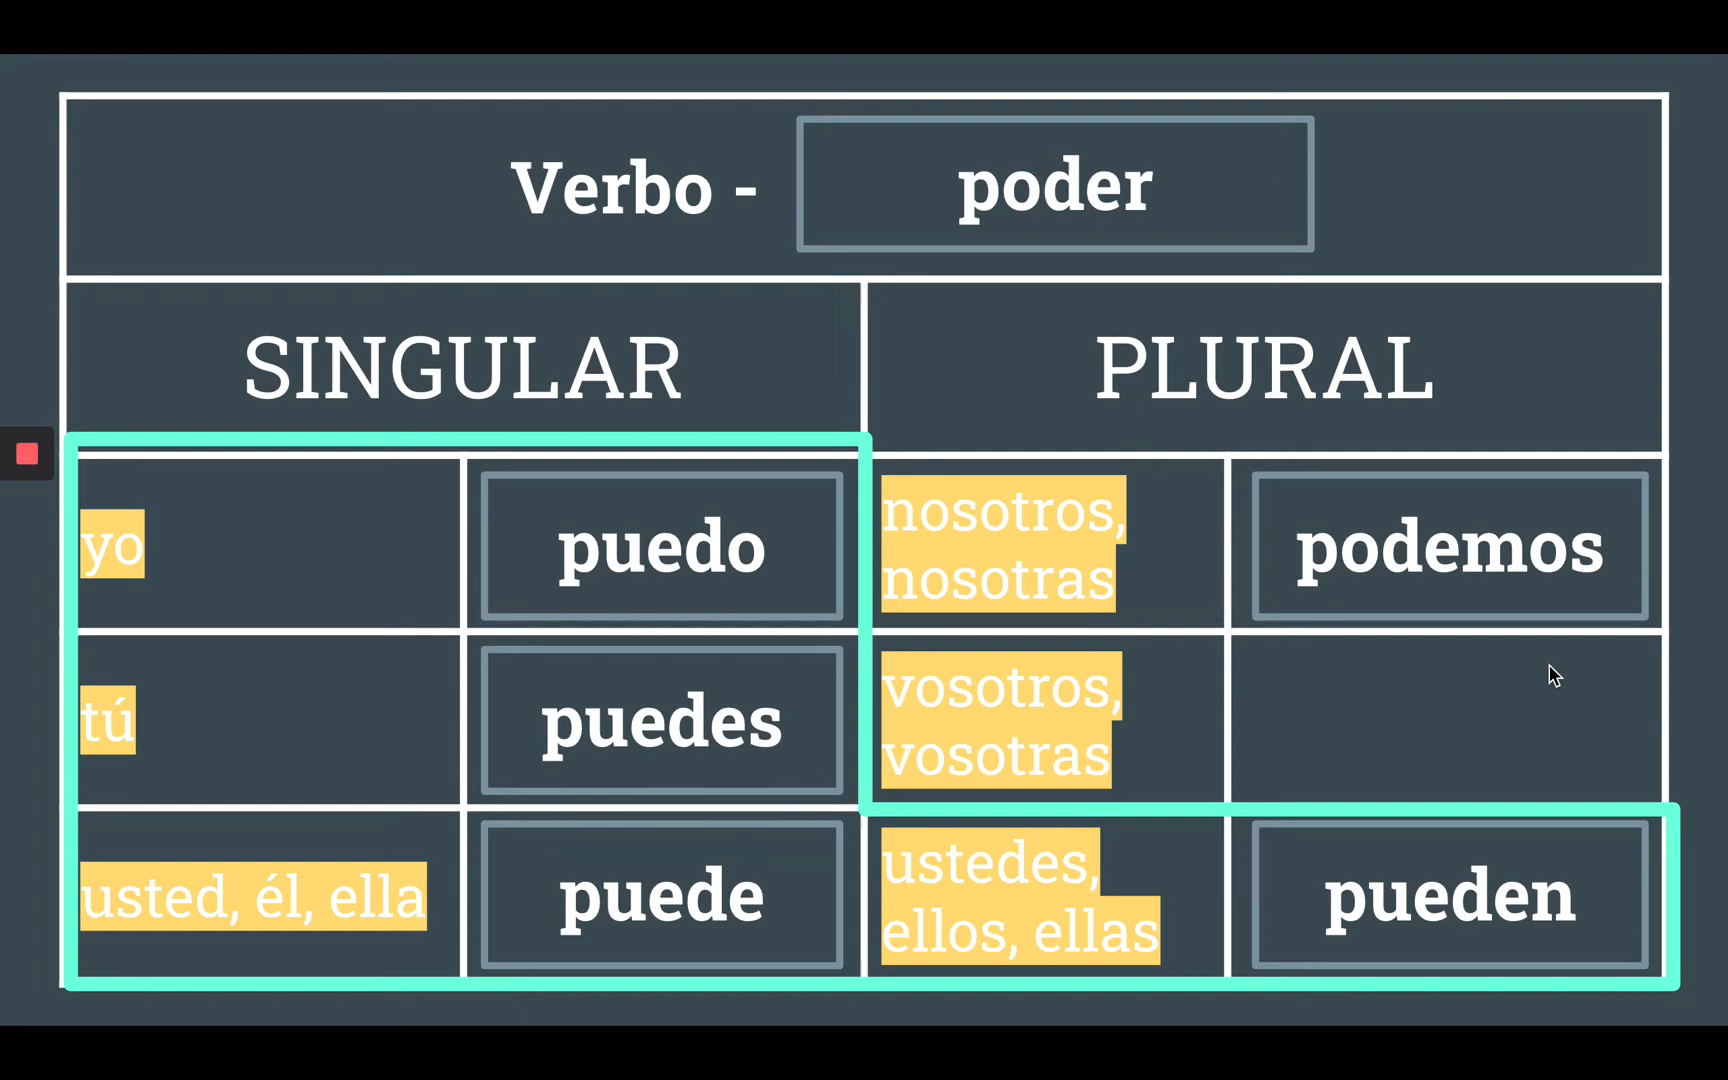 Verbo - poder
SINGULAR
PLURAL
yo
puedo
nosotros,
nosotras
podemos
tú
puedes
vosotros,
vosotras
usted, él, ella
puede
ustedes,
ellos, ellas
pueden